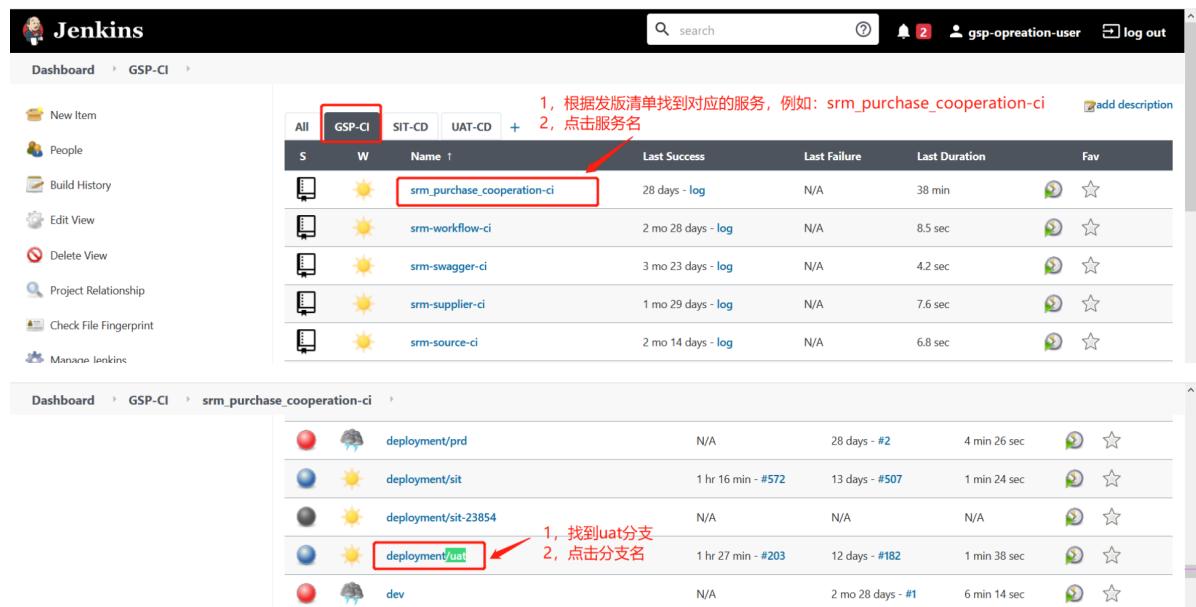 Jenkins
search
2
gsp-opreation-user
log out
Dashboard
GSP-CI
1，根据发版清单找到对应的服务，例如：srm_purchase_cooperation-ci
2，点击服务名
add description
New Item
People
Build History
Edit View
Delete View
Project Relationship
Check File Fingerprint
Manage Jenkins
All GSP-CI SIT-CD UAT-CD +
S W Name ↑ Last Success Last Failure Last Duration Fav
srm_purchase_cooperation-ci 28 days - log N/A 38 min
srm-workflow-ci 2 mo 28 days - log N/A 8.5 sec
srm-swagger-ci 3 mo 23 days - log N/A 4.2 sec
srm-supplier-ci 1 mo 29 days - log N/A 7.6 sec
srm-source-ci 2 mo 14 days - log N/A 6.8 sec
Dashboard GSP-CI srm_purchase_cooperation-ci
deployment/prd N/A 28 days - #2 4 min 26 sec
deployment/sit 1 hr 16 min - #572 13 days - #507 1 min 24 sec
deployment/sit-23854 N/A N/A N/A
1，找到uat分支
2，点击分支名
deployment/uat 1 hr 27 min - #203 12 days - #182 1 min 38 sec
dev N/A 2 mo 28 days - #1 6 min 14 sec